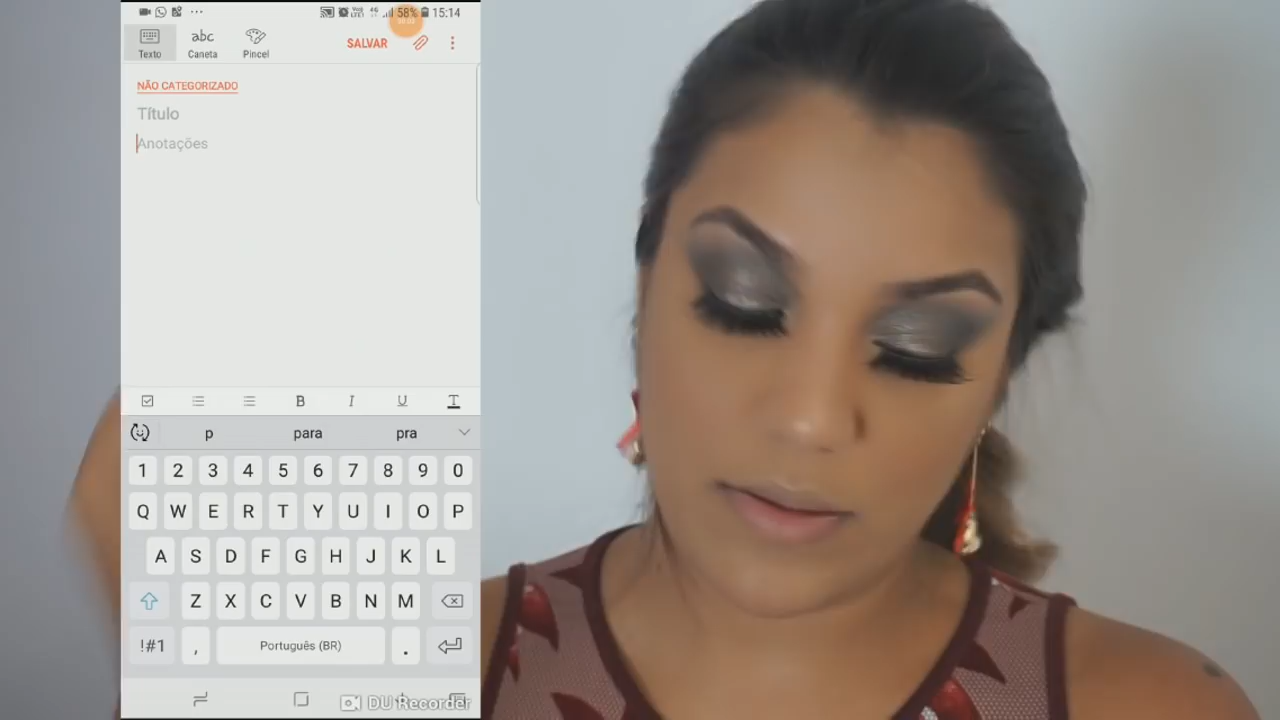 58% 15:14
Texto
abc
Caneta
Pincel
SALVAR
NÃO CATEGORIZADO
Título
Anotações
B I U T
p para pra
1 2 3 4 5 6 7 8 9 0
Q W E R T Y U I O P
A S D F G H J K L
Z X C V B N M
!#1 , Português (BR) .
DU Recorder